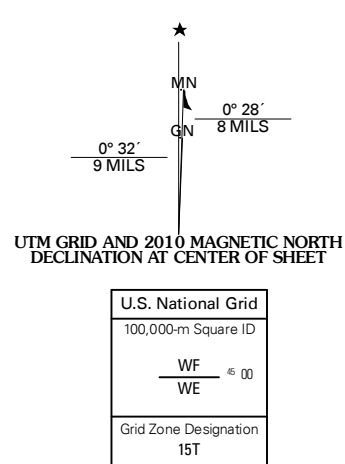 ★
MN
0° 28´
GN
8 MILS
0° 32´
9 MILS
UTM GRID AND 2010 MAGNETIC NORTH
DECLINATION AT CENTER OF SHEET
U.S. National Grid
100,000-m Square ID
WF
45 00
WE
Grid Zone Designation
15T